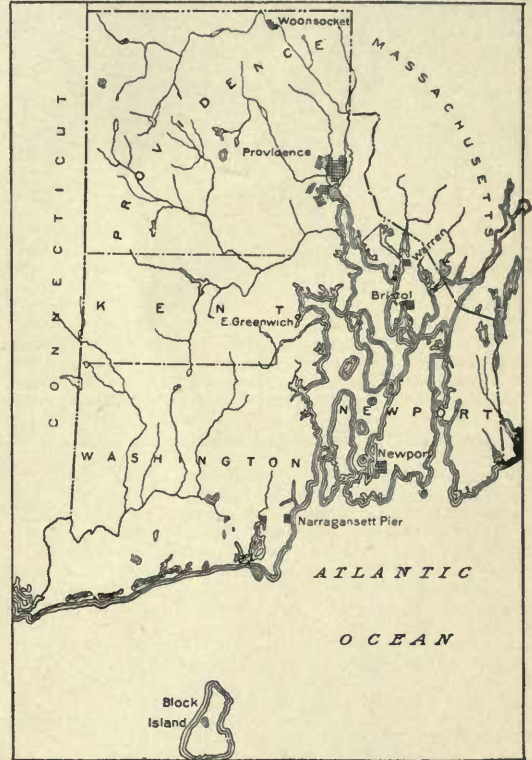 Woonsocket
MASSACHUSETTS
PROVIDENCE
Providence
CONNECTICUT
Warren
Bristol
KENT
E. Greenwich
NEWPORT
Newport
WASHINGTON
Narragansett Pier
ATLANTIC
OCEAN
Block
Island